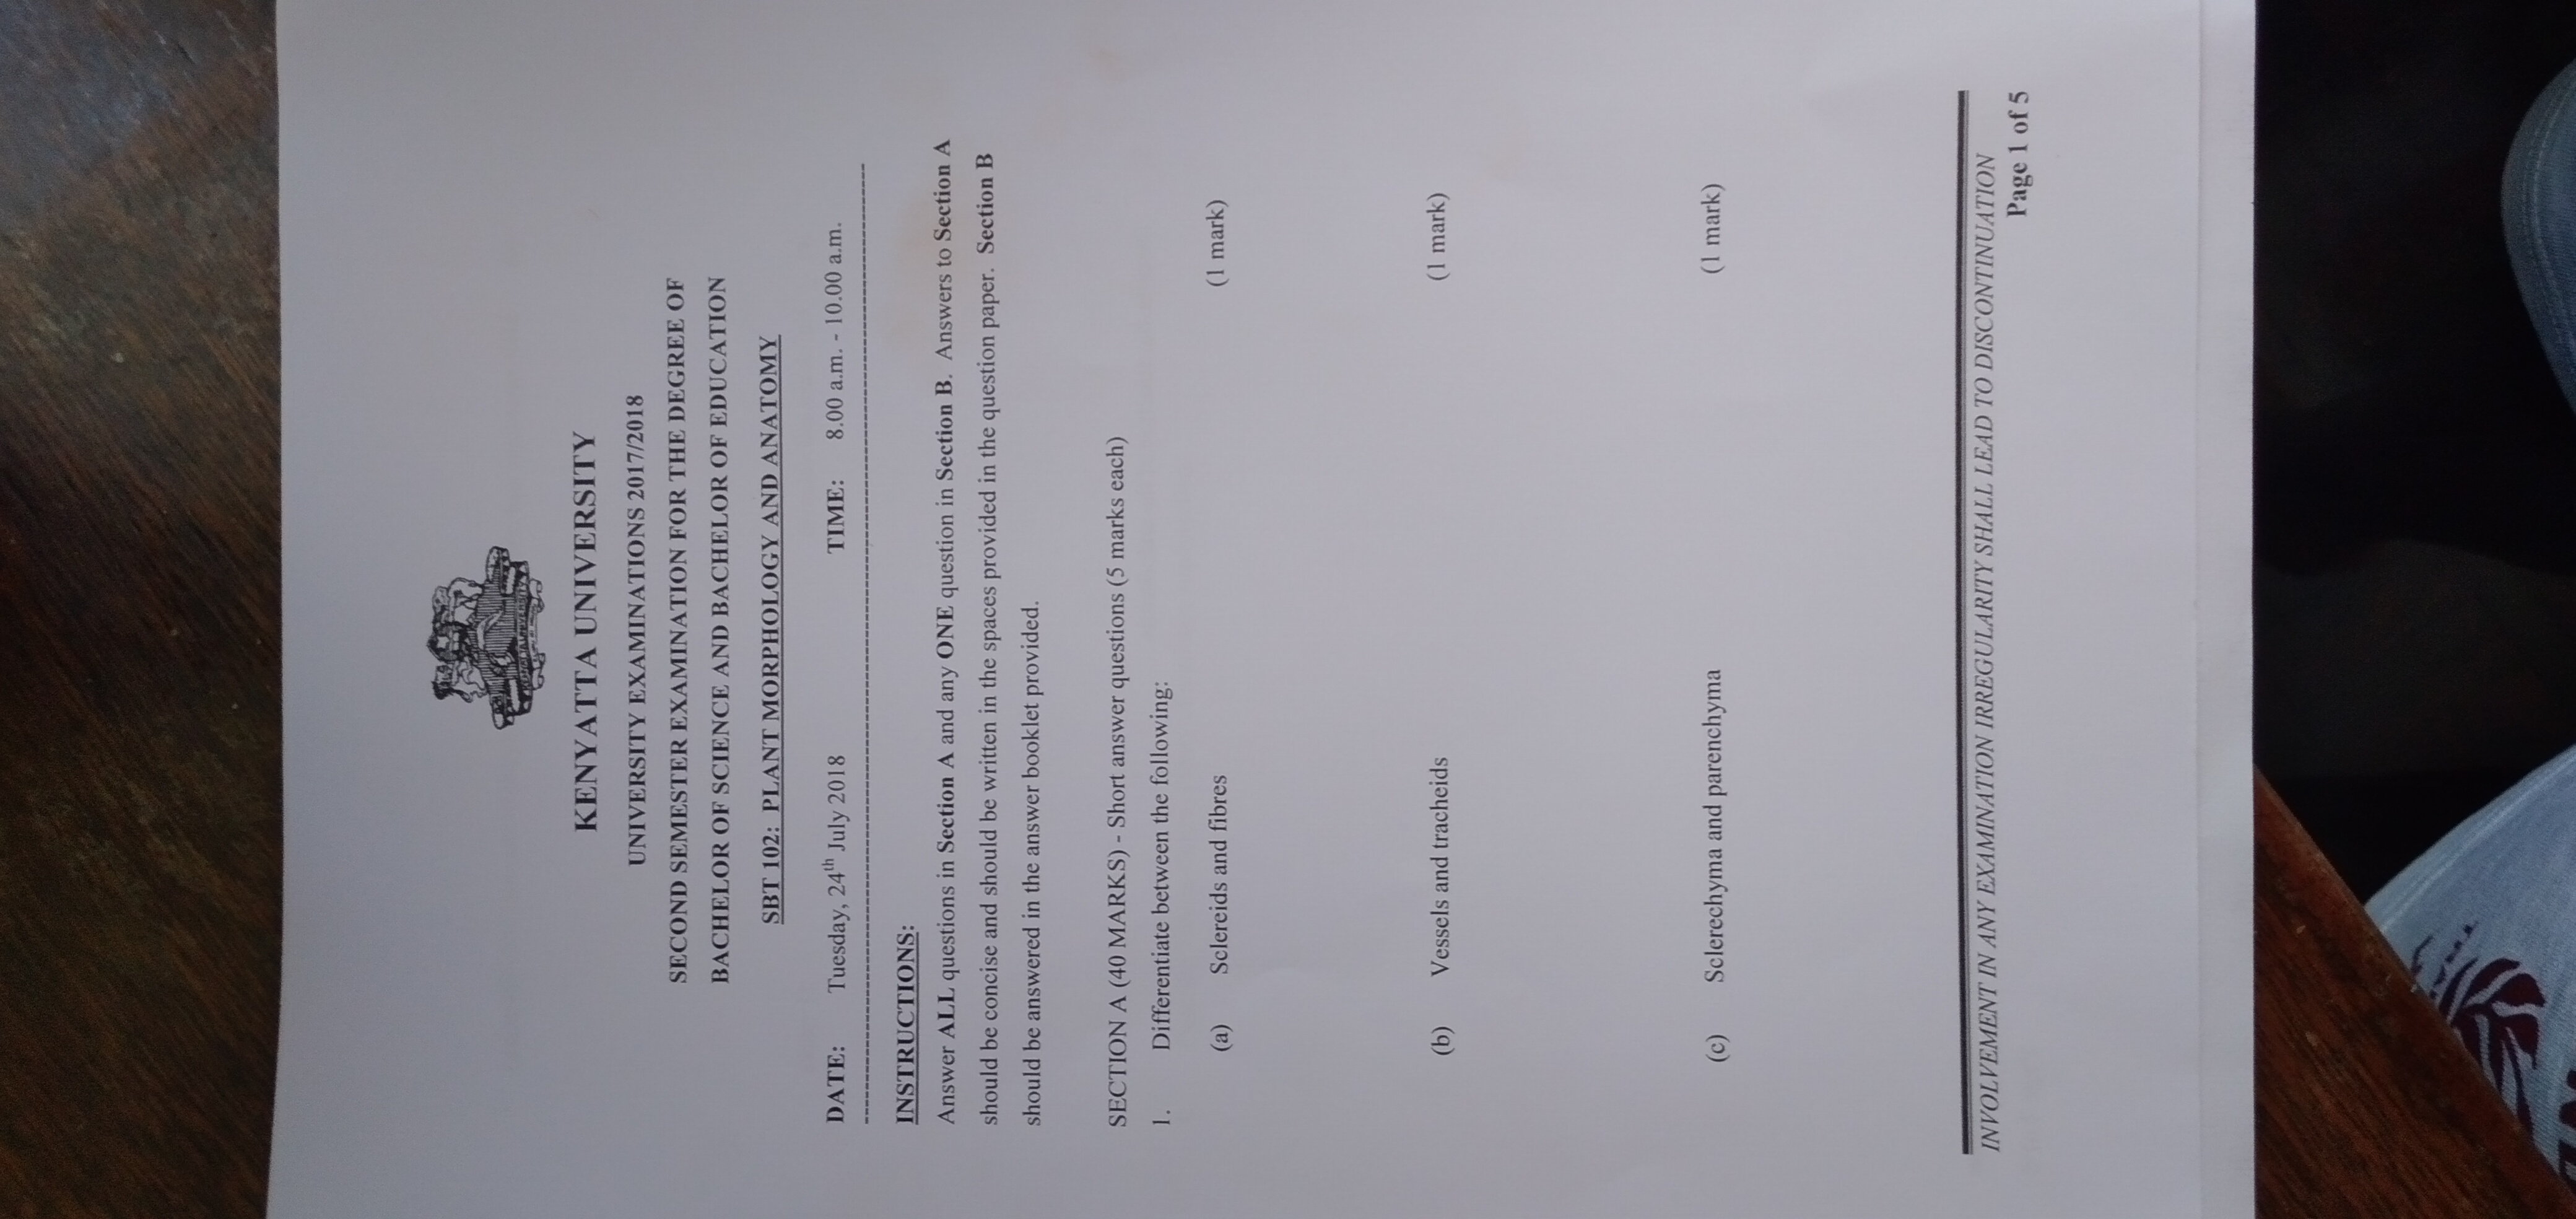 KENYATTA UNIVERSITY
UNIVERSITY EXAMINATIONS 2017/2018
SECOND SEMESTER EXAMINATION FOR THE DEGREE OF
BACHELOR OF SCIENCE AND BACHELOR OF EDUCATION
SBT 102: PLANT MORPHOLOGY AND ANATOMY
DATE: Tuesday, 24th July 2018 TIME: 8.00 a.m. - 10.00 a.m.
INSTRUCTIONS:
Answer ALL questions in Section A and any ONE question in Section B. Answers to Section A
should be concise and should be written in the spaces provided in the question paper. Section B
should be answered in the answer booklet provided.
SECTION A (40 MARKS) - Short answer questions (5 marks each)
1. Differentiate between the following:
(a) Sclereids and fibres (1 mark)
(b) Vessels and tracheids (1 mark)
(c) Sclerechyma and parenchyma (1 mark)
INVOLVEMENT IN ANY EXAMINATION IRREGULARITY SHALL LEAD TO DISCONTINUATION
Page 1 of 5